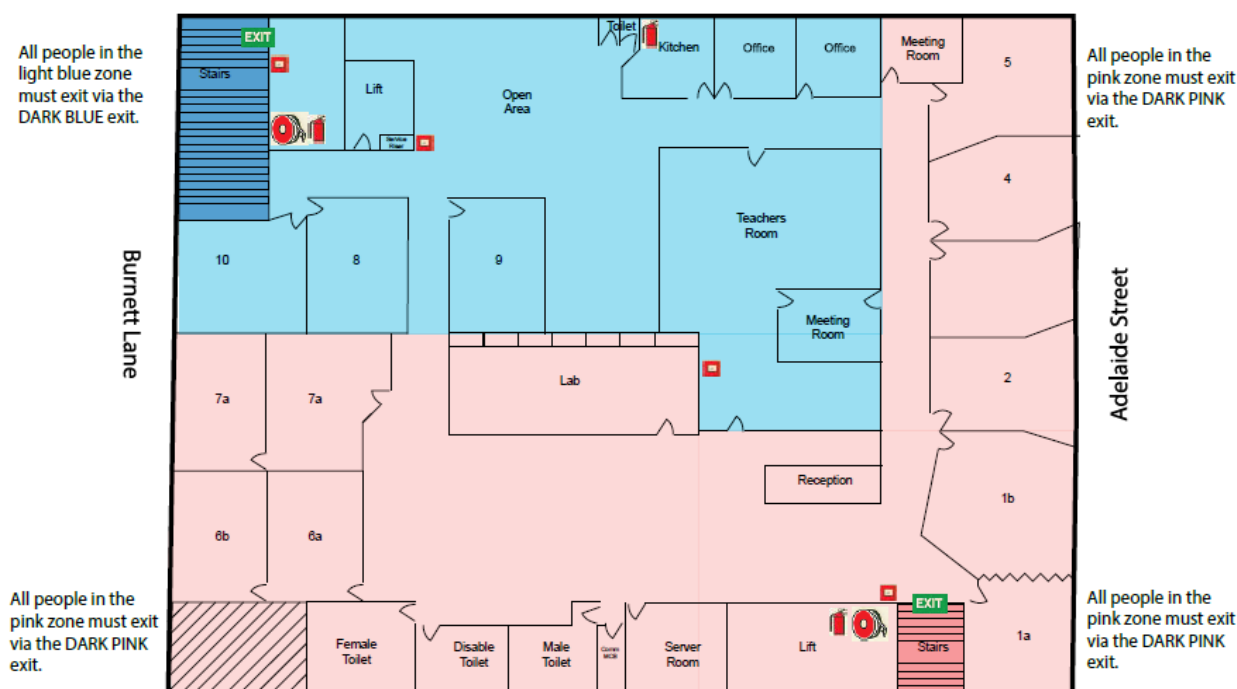 All people in the
light blue zone
must exit via the
DARK BLUE exit.
EXIT
Stairs
Lift
Service
Riser
Open
Area
Toilet
Kitchen
Office
Office
Meeting
Room
5
All people in the
pink zone must exit
via the DARK PINK
exit.
4
Teachers
Room
10
8
9
Meeting
Room
Burnett Lane
Adelaide Street
Lab
2
7a
7a
Reception
1b
6b
6a
All people in the
pink zone must exit
via the DARK PINK
exit.
Female
Toilet
Disable
Toilet
Male
Toilet
Comm
MCB
Server
Room
Lift
EXIT
Stairs
1a
All people in the
pink zone must exit
via the DARK PINK
exit.